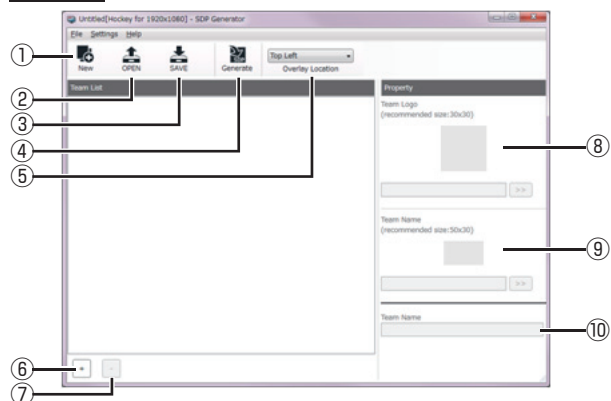 Untitled[Hockey for 1920x1080] - SDP Generator
File Settings Help
① New OPEN SAVE Generate Top Left
Overlay Location
②
③
④
⑤
Team List
Property
Team Logo
(recommended size:30x30)
⑧
>>
Team Name
(recommended size:50x30)
⑨
>>
Team Name
⑩
⑥ +
⑦ -